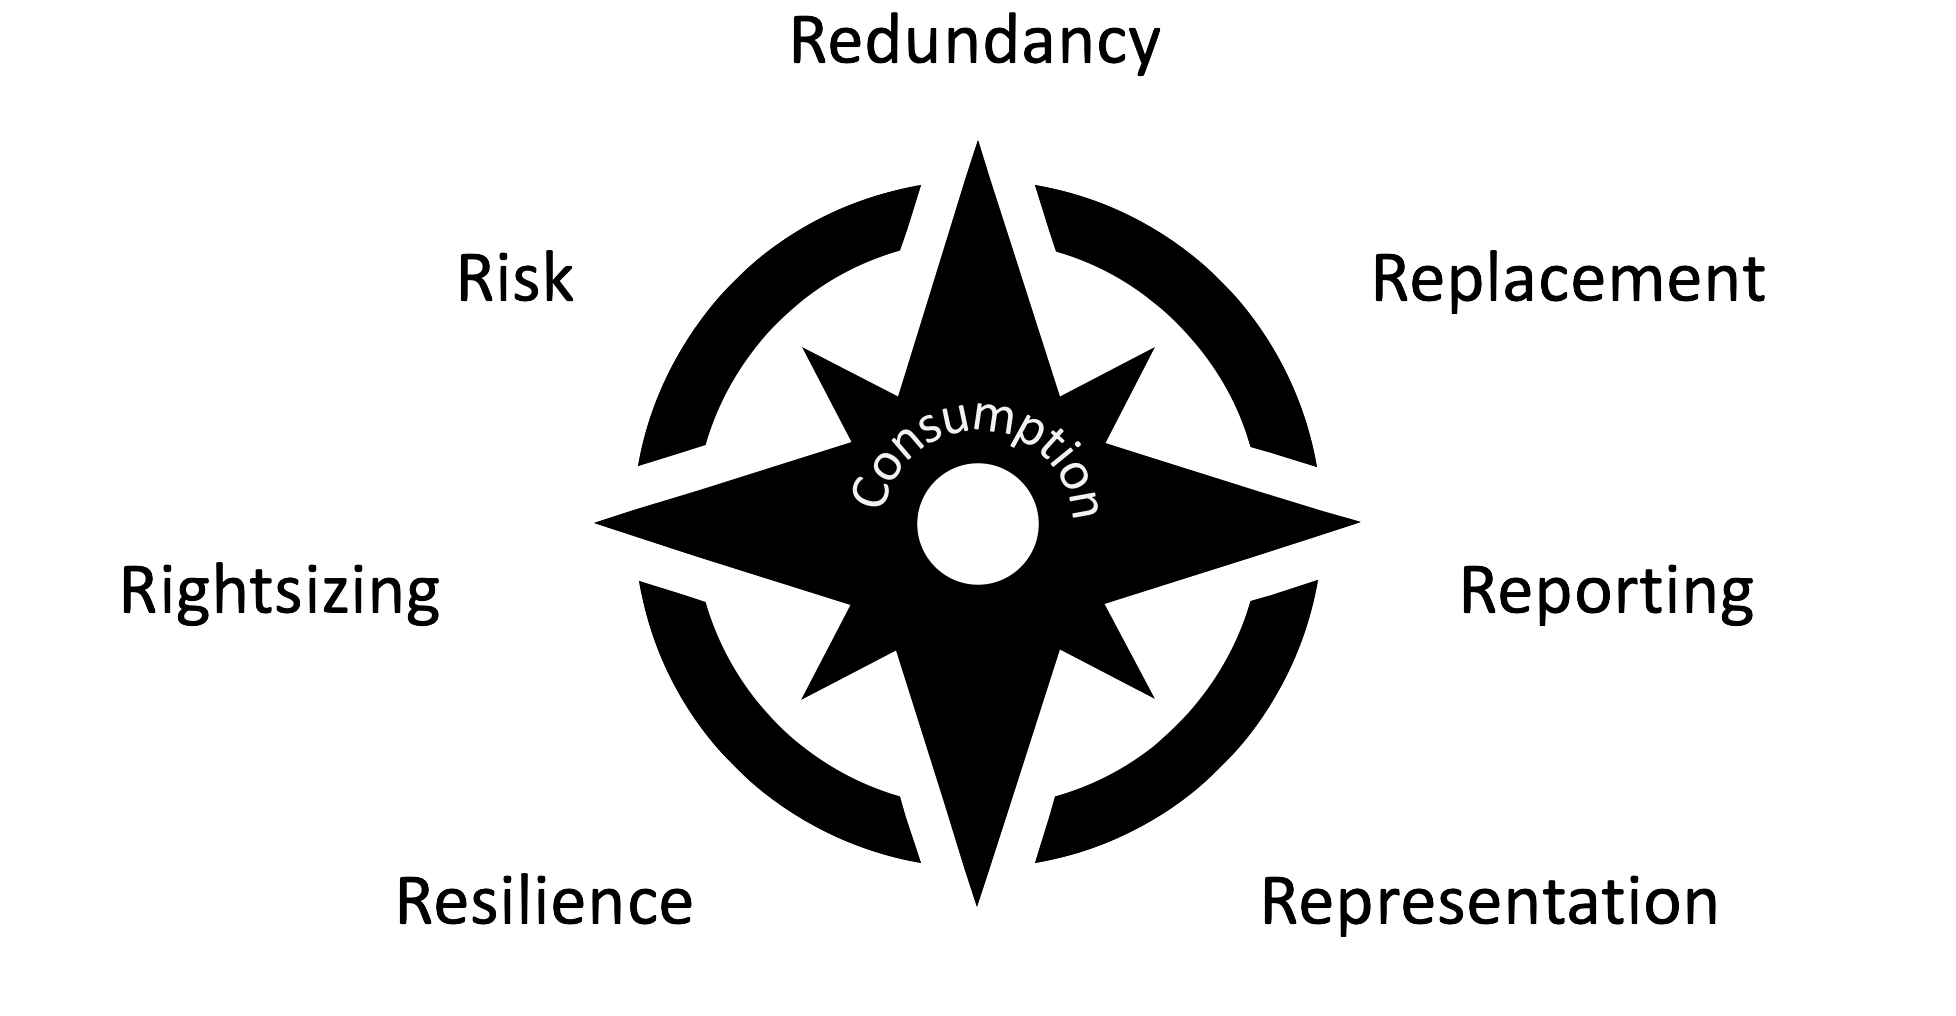 Redundancy
Risk
Replacement
Consumption
Rightsizing
Reporting
Resilience
Representation